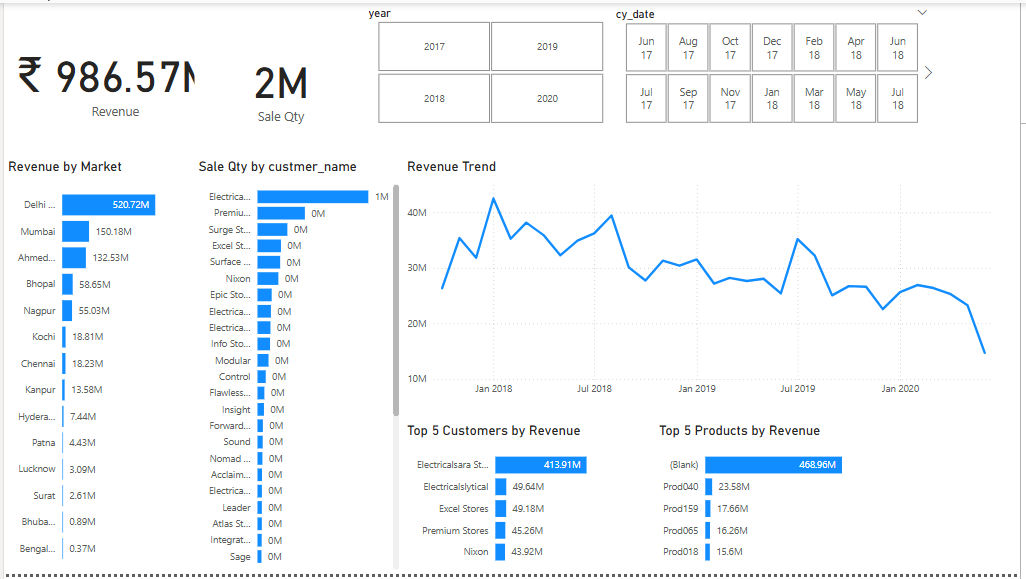 year
2017
2019
2018
2020
cy_date
Jun 17
Aug 17
Oct 17
Dec 17
Feb 18
Apr 18
Jun 18
Jul 17
Sep 17
Nov 17
Jan 18
Mar 18
May 18
Jul 18
₹ 986.57M
Revenue
2M
Sale Qty
Revenue by Market
Delhi ... 520.72M
Mumbai 150.18M
Ahmed... 132.53M
Bhopal 58.65M
Nagpur 55.03M
Kochi 18.81M
Chennai 18.23M
Kanpur 13.58M
Hydera... 7.44M
Patna 4.43M
Lucknow 3.09M
Surat 2.61M
Bhuba... 0.89M
Bengal... 0.37M
Sale Qty by custmer_name
Electrica... 1M
Premiu... 0M
Surge St... 0M
Excel St... 0M
Surface ... 0M
Nixon 0M
Epic Sto... 0M
Electrica... 0M
Electrica... 0M
Info Sto... 0M
Modular 0M
Control 0M
Flawless... 0M
Insight 0M
Forward... 0M
Sound 0M
Nomad ... 0M
Acclaim... 0M
Electrica... 0M
Leader 0M
Atlas St... 0M
Integrat... 0M
Sage 0M
Revenue Trend
40M
30M
20M
10M
Jan 2018
Jul 2018
Jan 2019
Jul 2019
Jan 2020
Top 5 Customers by Revenue
Electricalsara St... 413.91M
Electricalslytical 49.64M
Excel Stores 49.18M
Premium Stores 45.26M
Nixon 43.92M
Top 5 Products by Revenue
(Blank) 468.96M
Prod040 23.58M
Prod159 17.66M
Prod065 16.26M
Prod018 15.6M